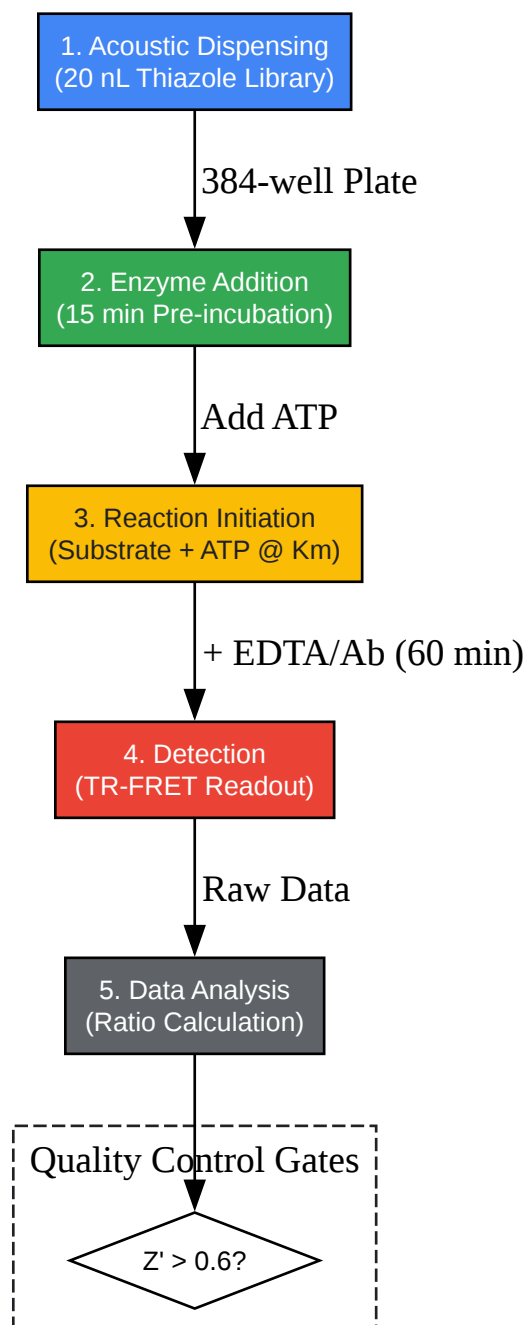 1. Acoustic Dispensing
(20 nL Thiazole Library)
384-well Plate
2. Enzyme Addition
(15 min Pre-incubation)
Add ATP
3. Reaction Initiation
(Substrate + ATP @ Km)
+ EDTA/Ab (60 min)
4. Detection
(TR-FRET Readout)
Raw Data
5. Data Analysis
(Ratio Calculation)
Quality Control Gates
Z' > 0.6?